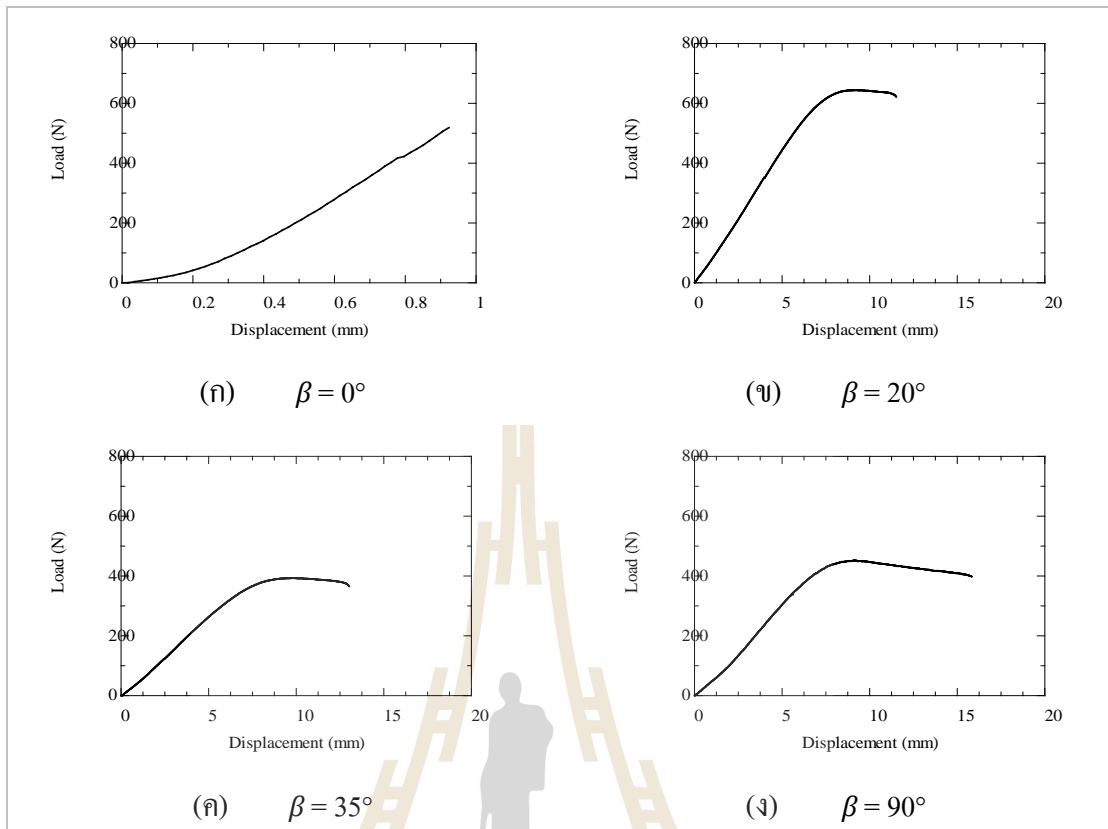 800
600
400
200
0
Load (N)
0 0.2 0.4 0.6 0.8 1
Displacement (mm)
(ก) β = 0°
800
600
400
200
0
Load (N)
0 5 10 15 20
Displacement (mm)
(ข) β = 20°
800
600
400
200
0
Load (N)
0 5 10 15 20
Displacement (mm)
(ค) β = 35°
800
600
400
200
0
Load (N)
0 5 10 15 20
Displacement (mm)
(ง) β = 90°